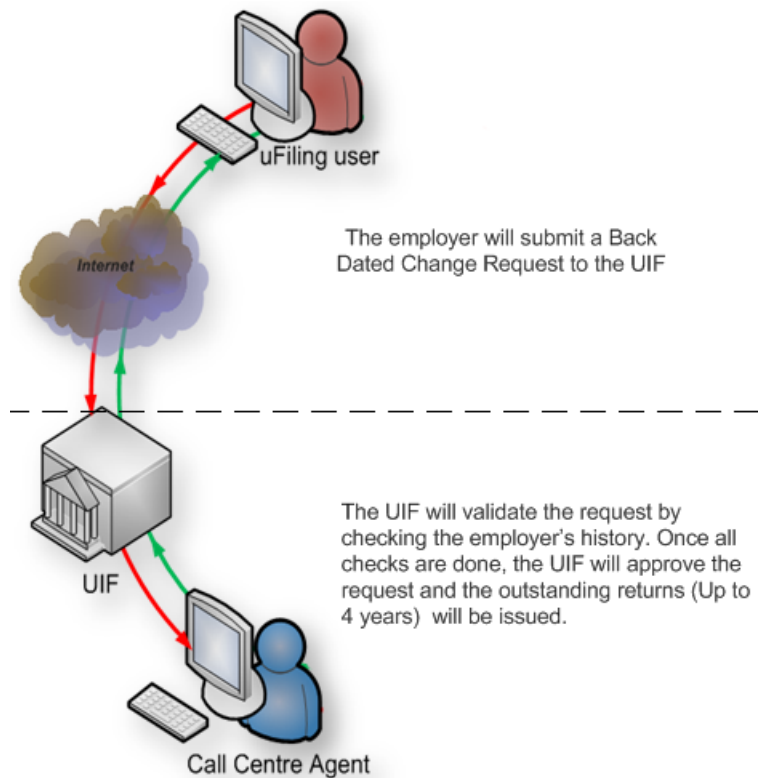 uFiling user
Internet
The employer will submit a Back
Dated Change Request to the UIF
UIF
The UIF will validate the request by
checking the employer's history. Once all
checks are done, the UIF will approve the
request and the outstanding returns (Up to
4 years) will be issued.
Call Centre Agent